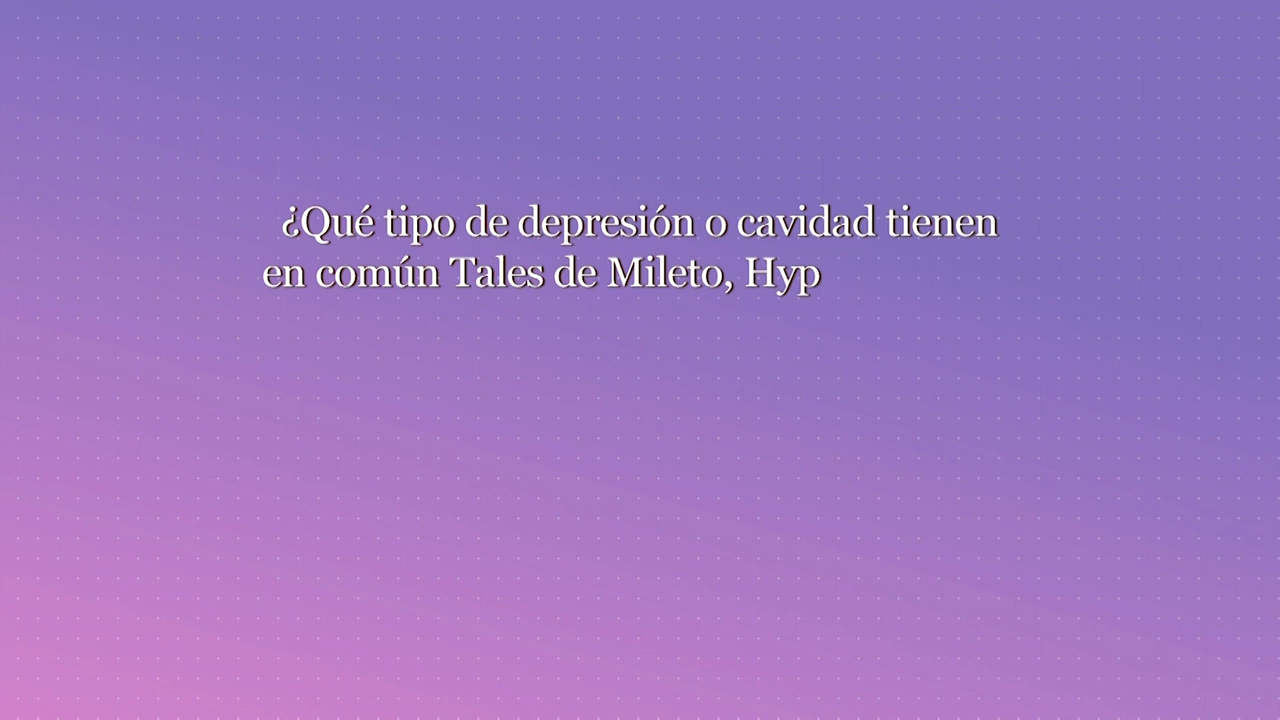 ¿Qué tipo de depresión o cavidad tienen
en común Tales de Mileto, Hyp